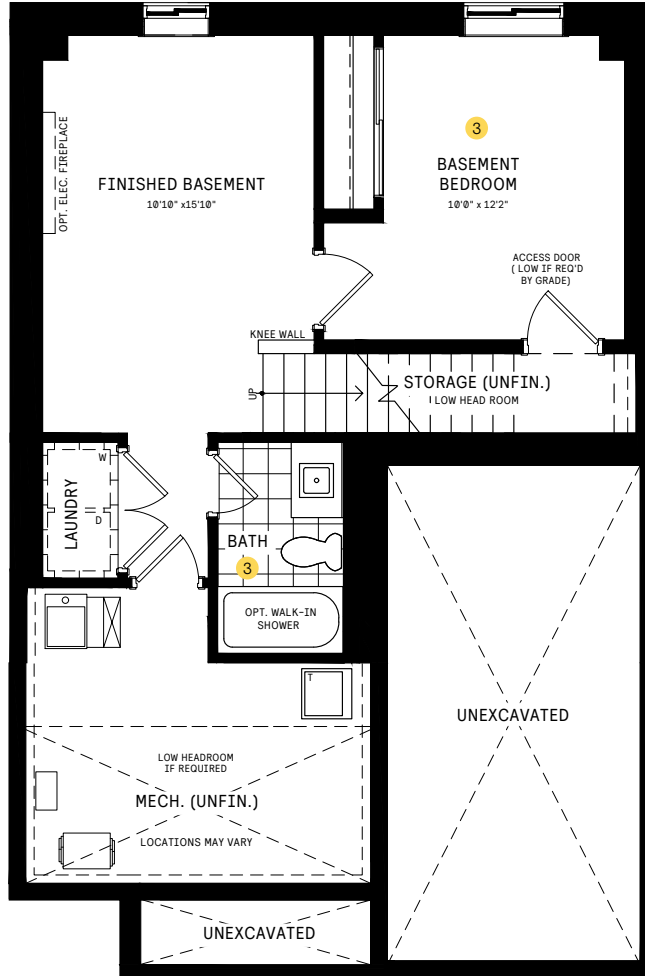 OPT. ELEC. FIREPLACE
FINISHED BASEMENT
10'10" x15'10"
3
BASEMENT
BEDROOM
10'0" x 12'2"
ACCESS DOOR
( LOW IF REQ'D
BY GRADE)
KNEE WALL
UP
STORAGE (UNFIN.)
LOW HEAD ROOM
W
LAUNDRY
D
BATH
3
OPT. WALK-IN
SHOWER
T
UNEXCAVATED
LOW HEADROOM
IF REQUIRED
MECH. (UNFIN.)
LOCATIONS MAY VARY
UNEXCAVATED